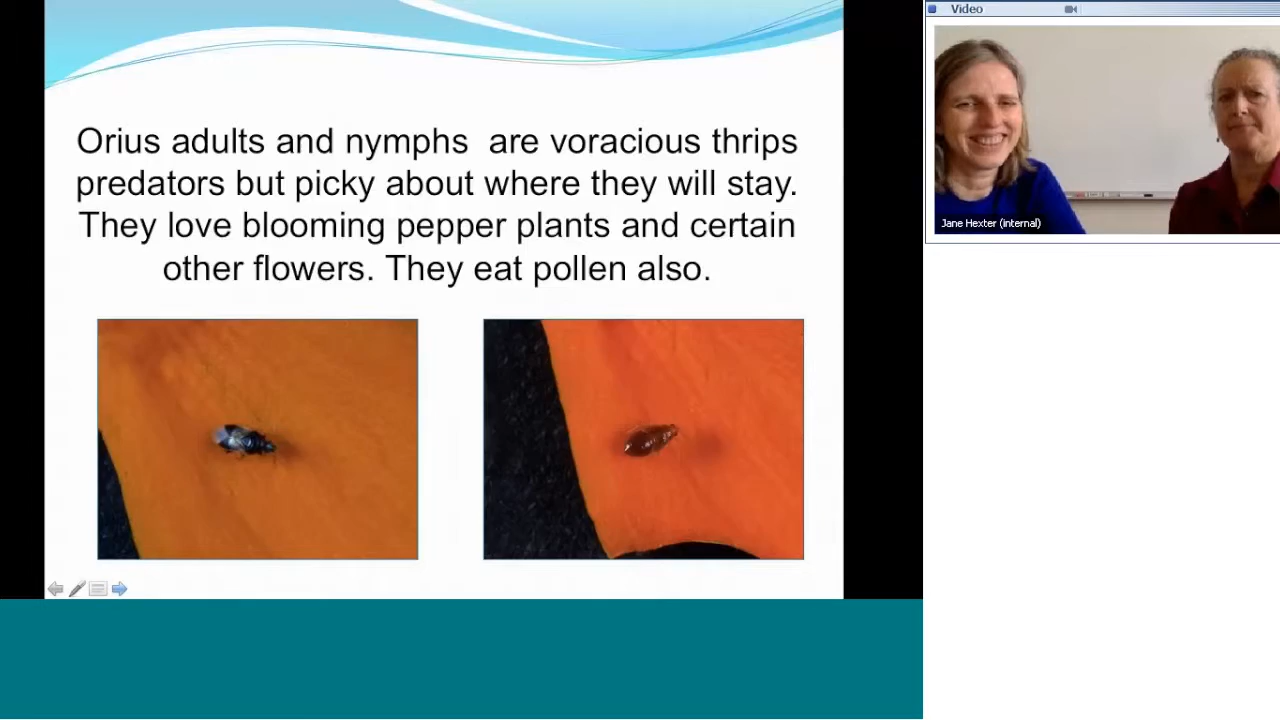 Orius adults and nymphs  are voracious thrips
predators but picky about where they will stay.
They love blooming pepper plants and certain
other flowers. They eat pollen also.
Video
Jane Hexter (internal)